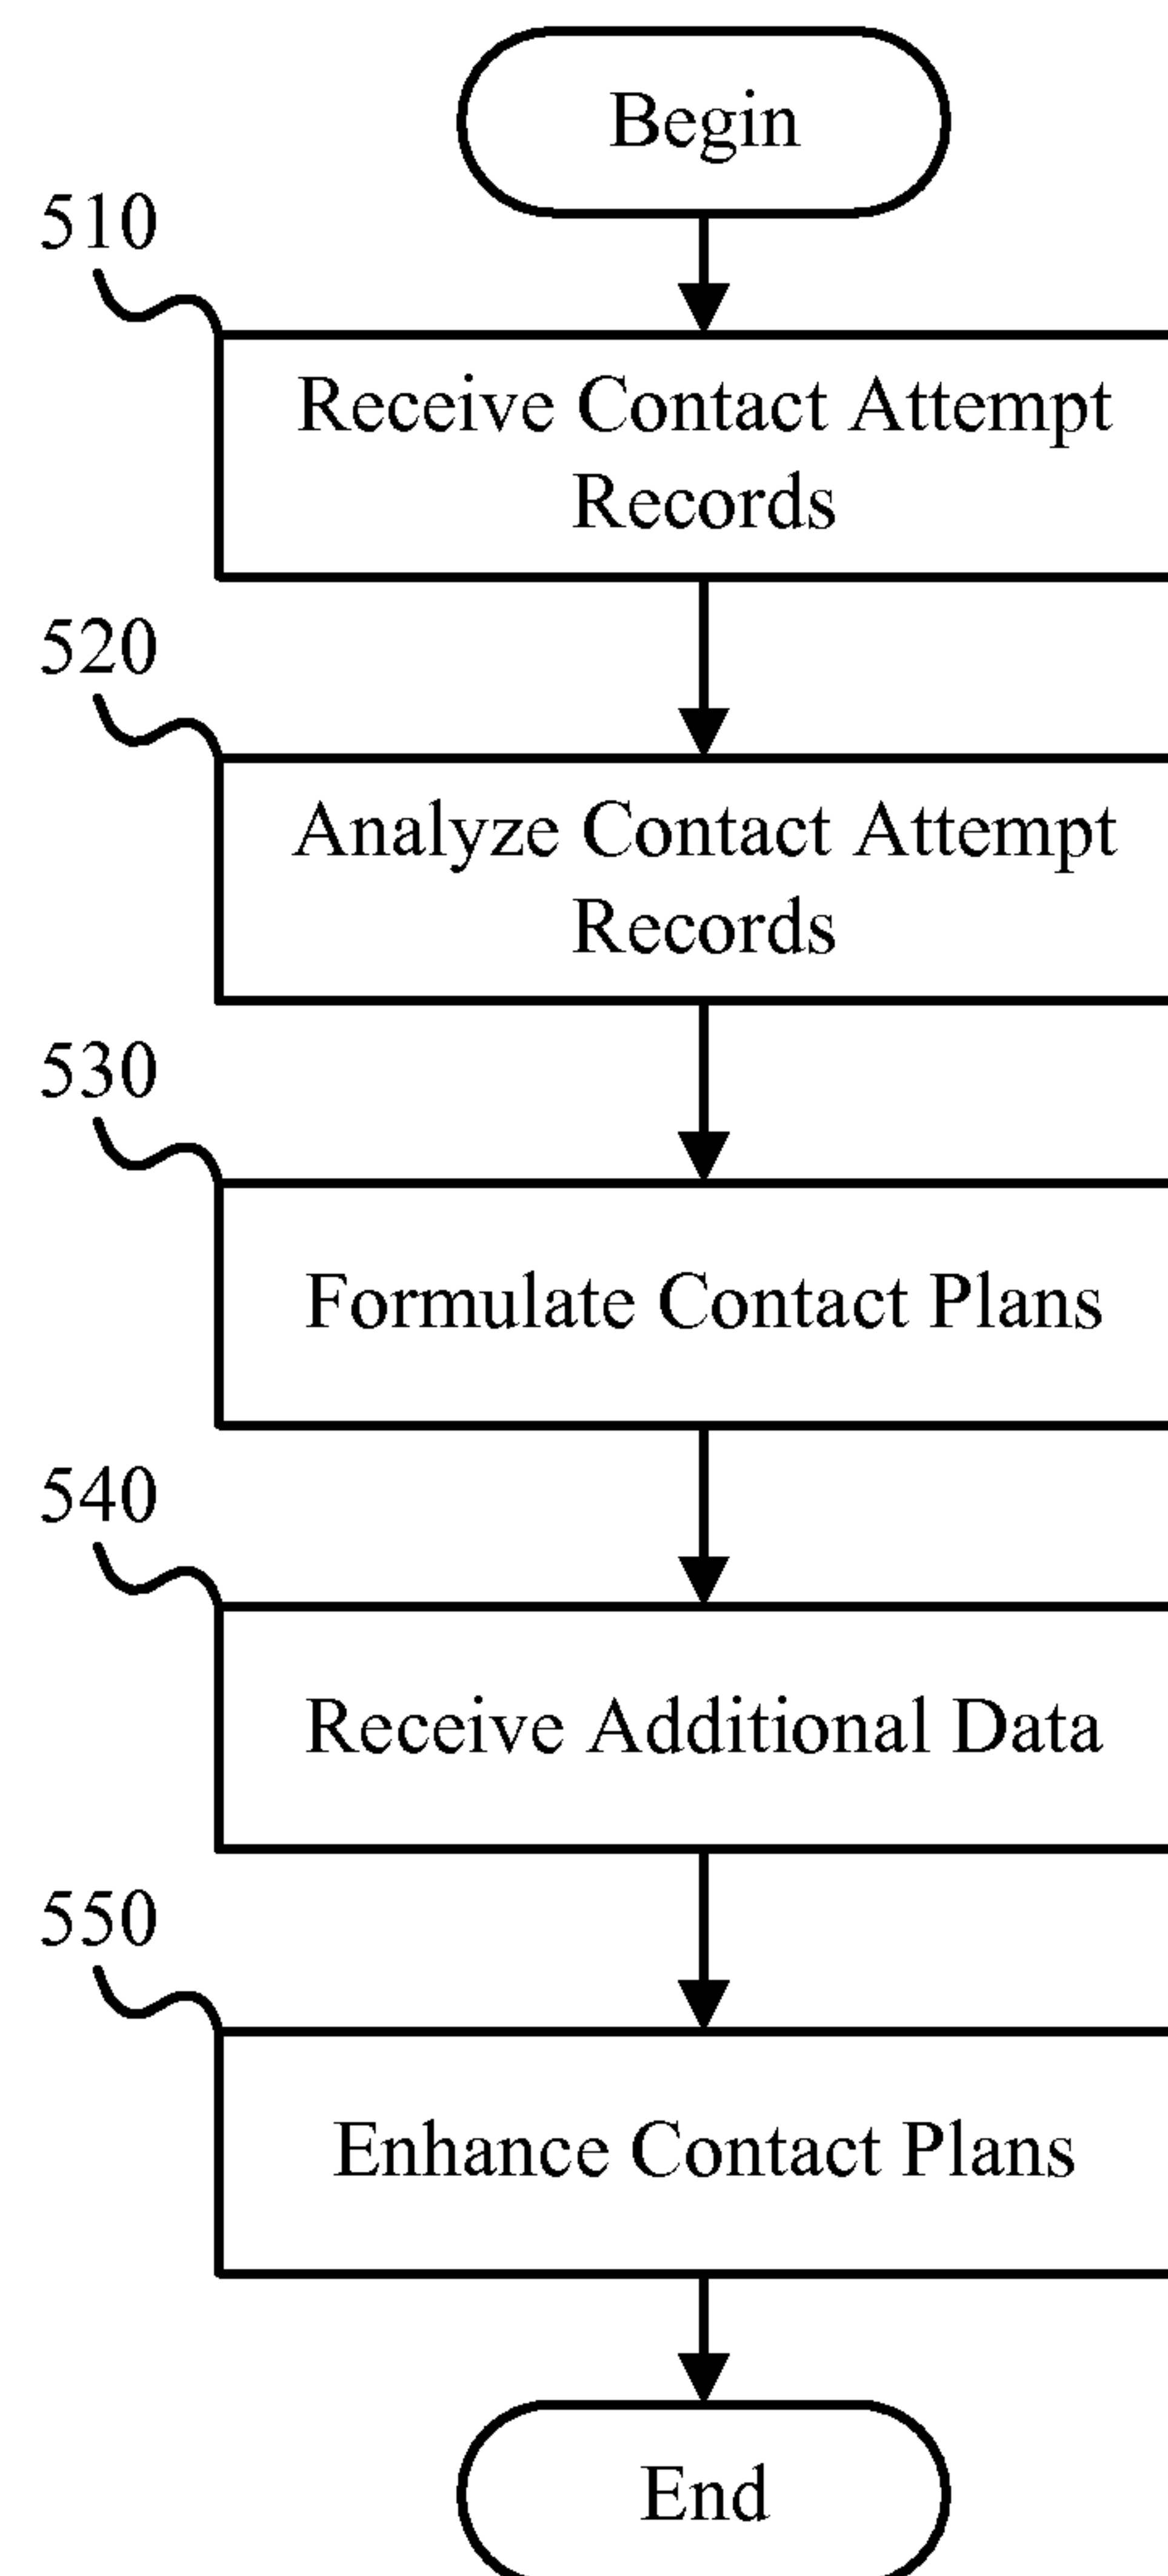 Begin
510
Receive Contact Attempt
Records
520
Analyze Contact Attempt
Records
530
Formulate Contact Plans
540
Receive Additional Data
550
Enhance Contact Plans
End